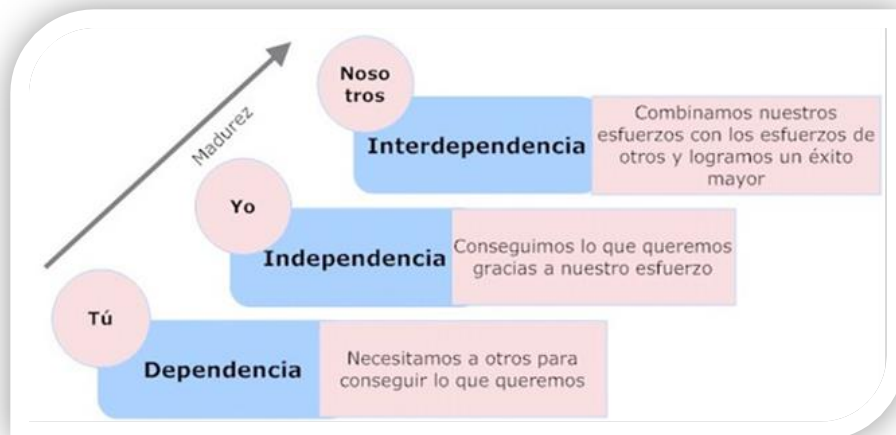 Noso
tros
Combinamos nuestros
esfuerzos con los esfuerzos de
otros y logramos un éxito
mayor
Interdependencia
Madurez
Yo
Independencia
Conseguimos lo que queremos
gracias a nuestro esfuerzo
Tú
Dependencia
Necesitamos a otros para
conseguir lo que queremos